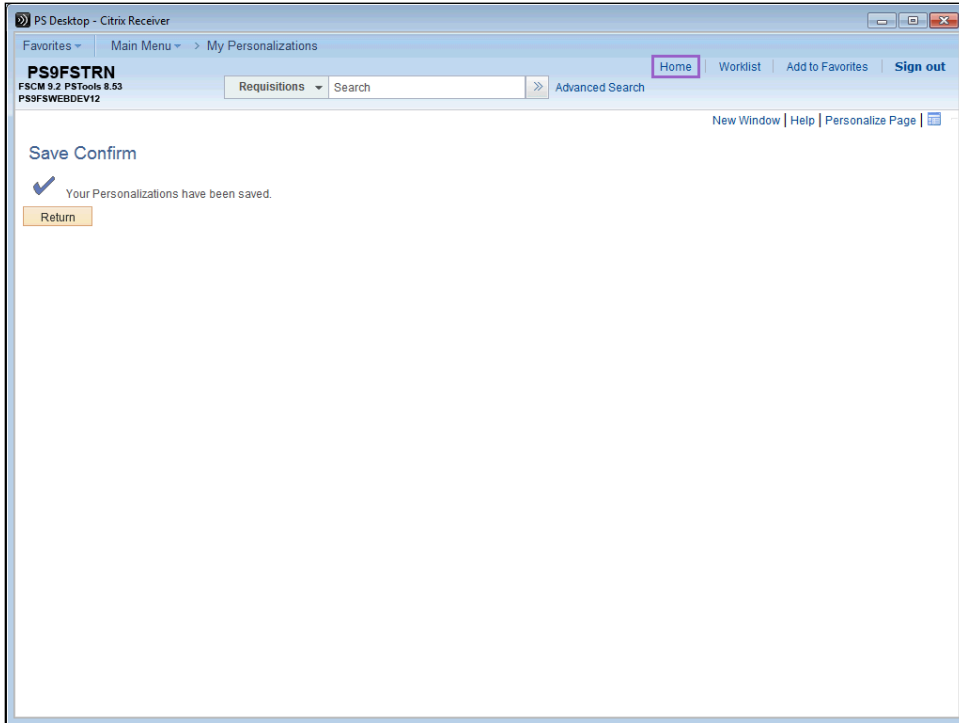 PS Desktop - Citrix Receiver
Favorites Main Menu > My Personalizations
PS9FSTRN
FSCM 9.2 PSTools 8.53
PS9FSWEBDEV12
Home Worklist Add to Favorites Sign out
Requisitions Search >> Advanced Search
New Window | Help | Personalize Page |
Save Confirm
Your Personalizations have been saved.
Return